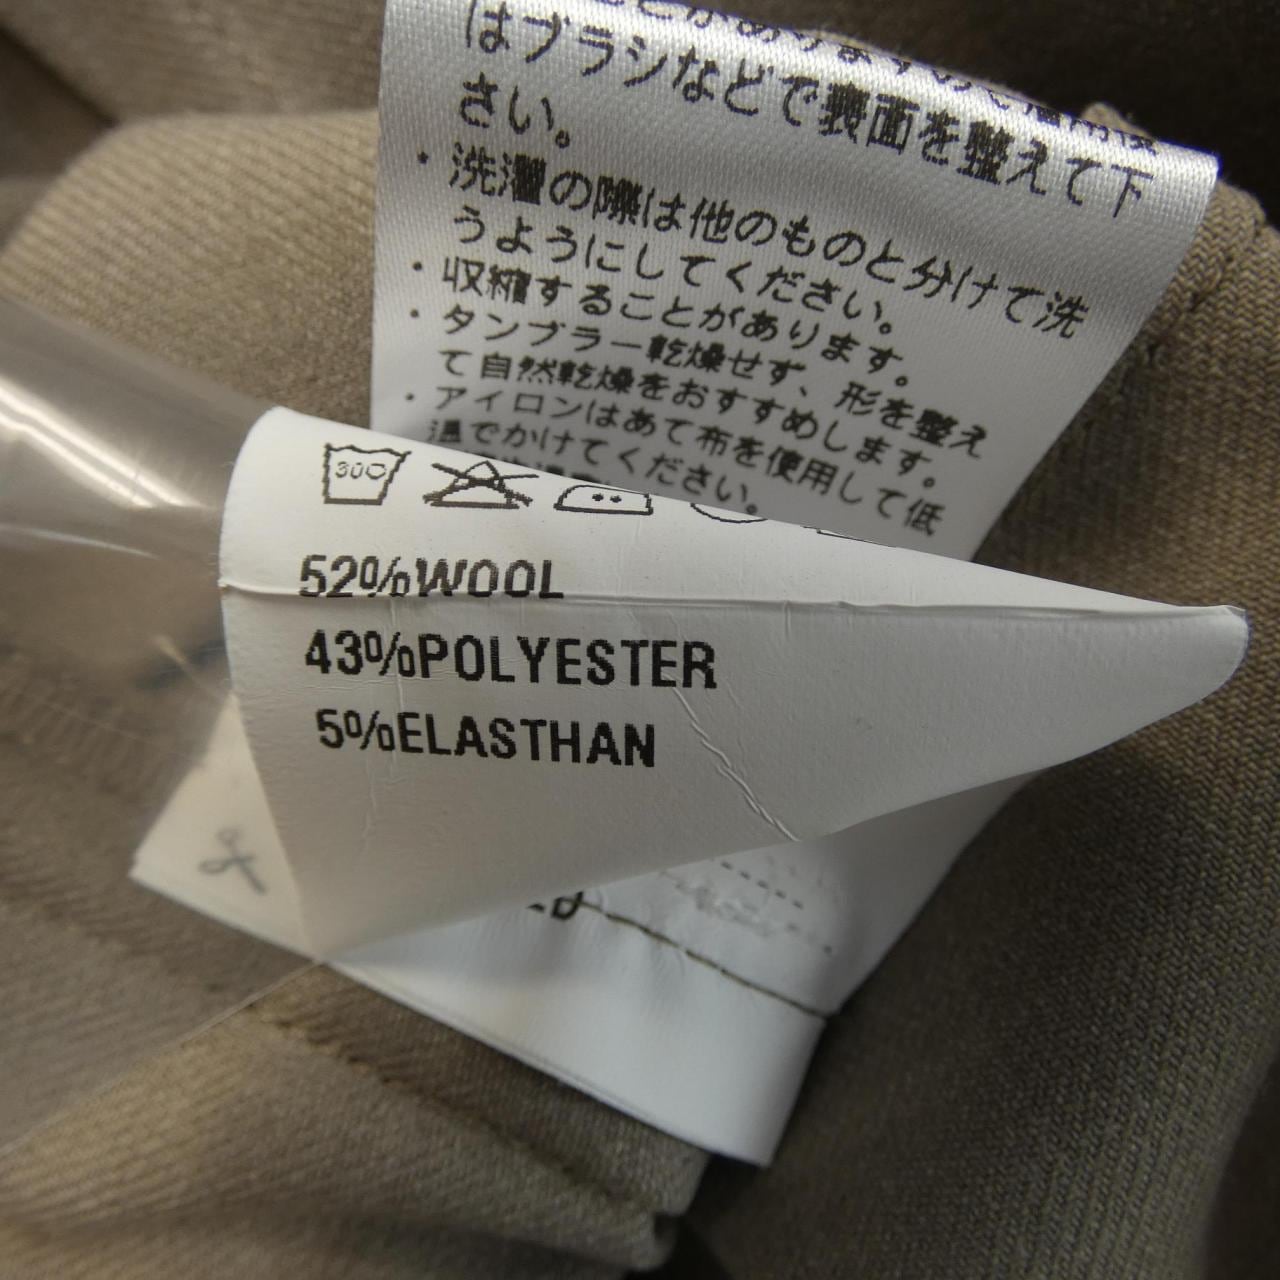 はブラシなどで表面を整えて下
さい。
・洗濯の際は他のものと分けて洗
うようにしてください。
・収縮することがあります。
・タンブラー乾燥せず、形を整え
て自然乾燥をおすすめします。
・アイロンはあて布を使用して低
温でかけてください。
30C
52%WOOL
43%POLYESTER
5%ELASTHAN